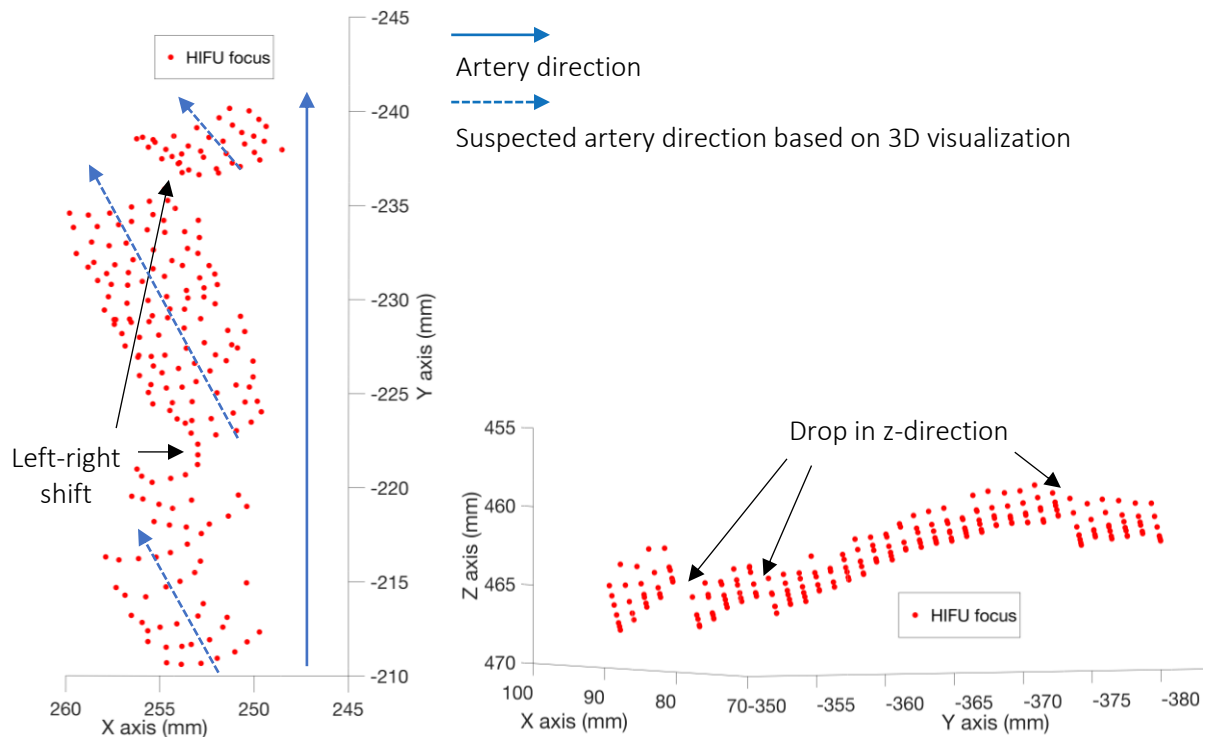 HIFU focus
Artery direction
Suspected artery direction based on 3D visualization
-245
-240
-235
-230
-225
-220
-215
-210
Y axis (mm)
Left-right
shift
260
255
250
245
X axis (mm)
Drop in z-direction
455
460
465
470
Z axis (mm)
HIFU focus
100
90
80
70
-350
-355
-360
-365
-370
-375
-380
X axis (mm)
Y axis (mm)